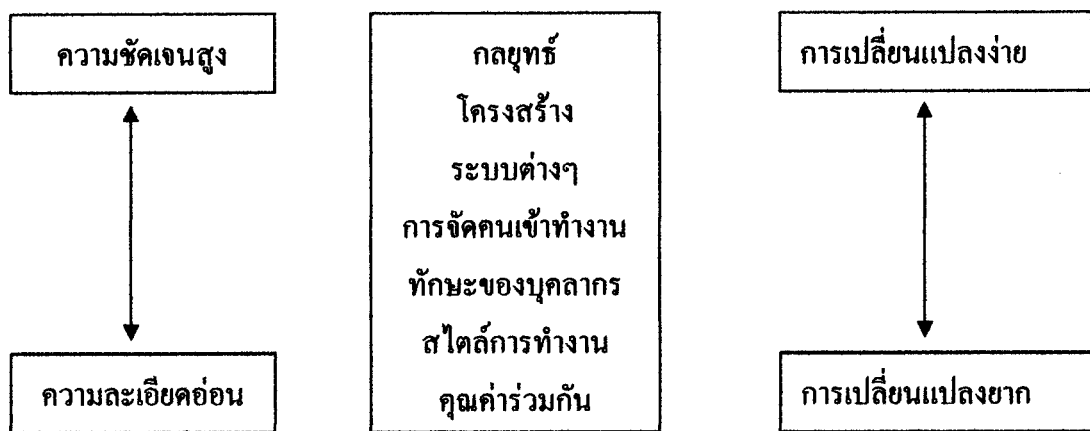 ความชัดเจนสูง
กลยุทธ์
โครงสร้าง
ระบบต่างๆ
การจัดคนเข้าทำงาน
ทักษะของบุคลากร
สไตล์การทำงาน
คุณค่าร่วมกัน
การเปลี่ยนแปลงง่าย
ความละเอียดอ่อน
การเปลี่ยนแปลงยาก